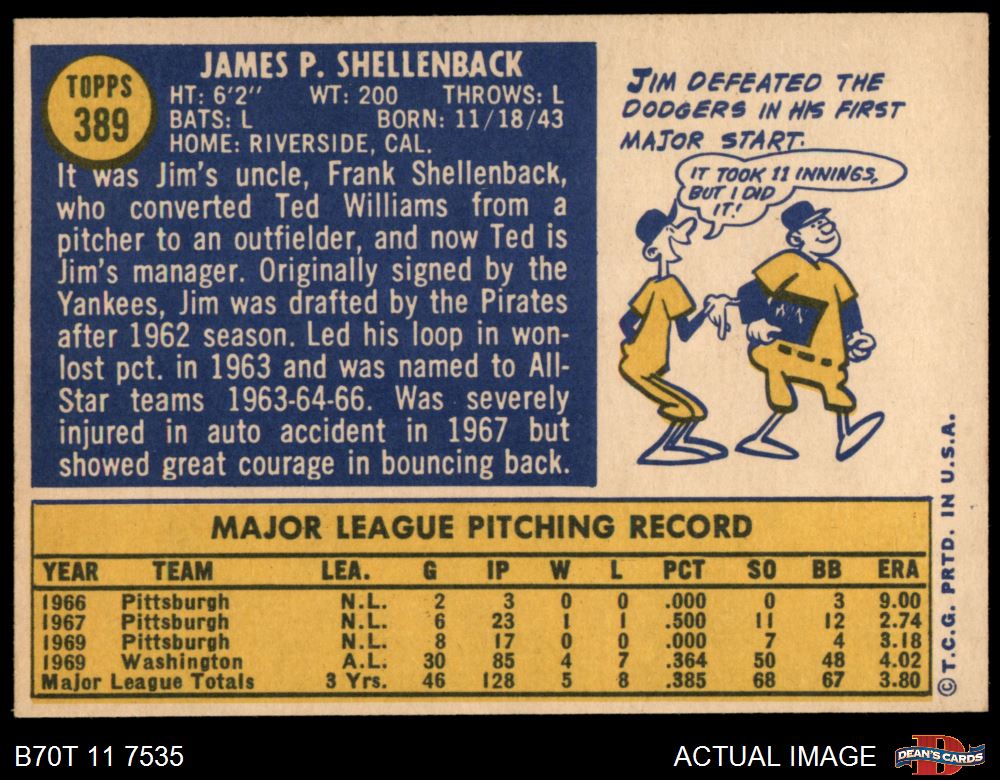 TOPPS
389
JAMES P. SHELLENBACK
HT: 6'2" WT: 200 THROWS: L
BATS: L BORN: 11/18/43
HOME: RIVERSIDE, CAL.
It was Jim's uncle, Frank Shellenback,
who converted Ted Williams from a
pitcher to an outfielder, and now Ted is
Jim's manager. Originally signed by the
Yankees, Jim was drafted by the Pirates
after 1962 season. Led his loop in won-
lost pct. in 1963 and was named to All-
Star teams 1963-64-66. Was severely
injured in auto accident in 1967 but
showed great courage in bouncing back.
JIM DEFEATED THE
DODGERS IN HIS FIRST
MAJOR START.
IT TOOK 11 INNINGS,
BUT I DID
IT!
MAJOR LEAGUE PITCHING RECORD
YEAR TEAM LEA. G IP W L PCT SO BB ERA
1966 Pittsburgh N.L. 2 3 0 0 .000 0 3 9.00
1967 Pittsburgh N.L. 6 23 1 1 .500 11 12 2.74
1969 Pittsburgh N.L. 8 17 0 0 .000 7 4 3.18
1969 Washington A.L. 30 85 4 7 .364 50 48 4.02
Major League Totals 3 Yrs. 46 128 5 8 .385 68 67 3.80
© T.C.G. PRTD. IN U.S.A.
B70T 11 7535
ACTUAL IMAGE
D
DEAN'S CARDS